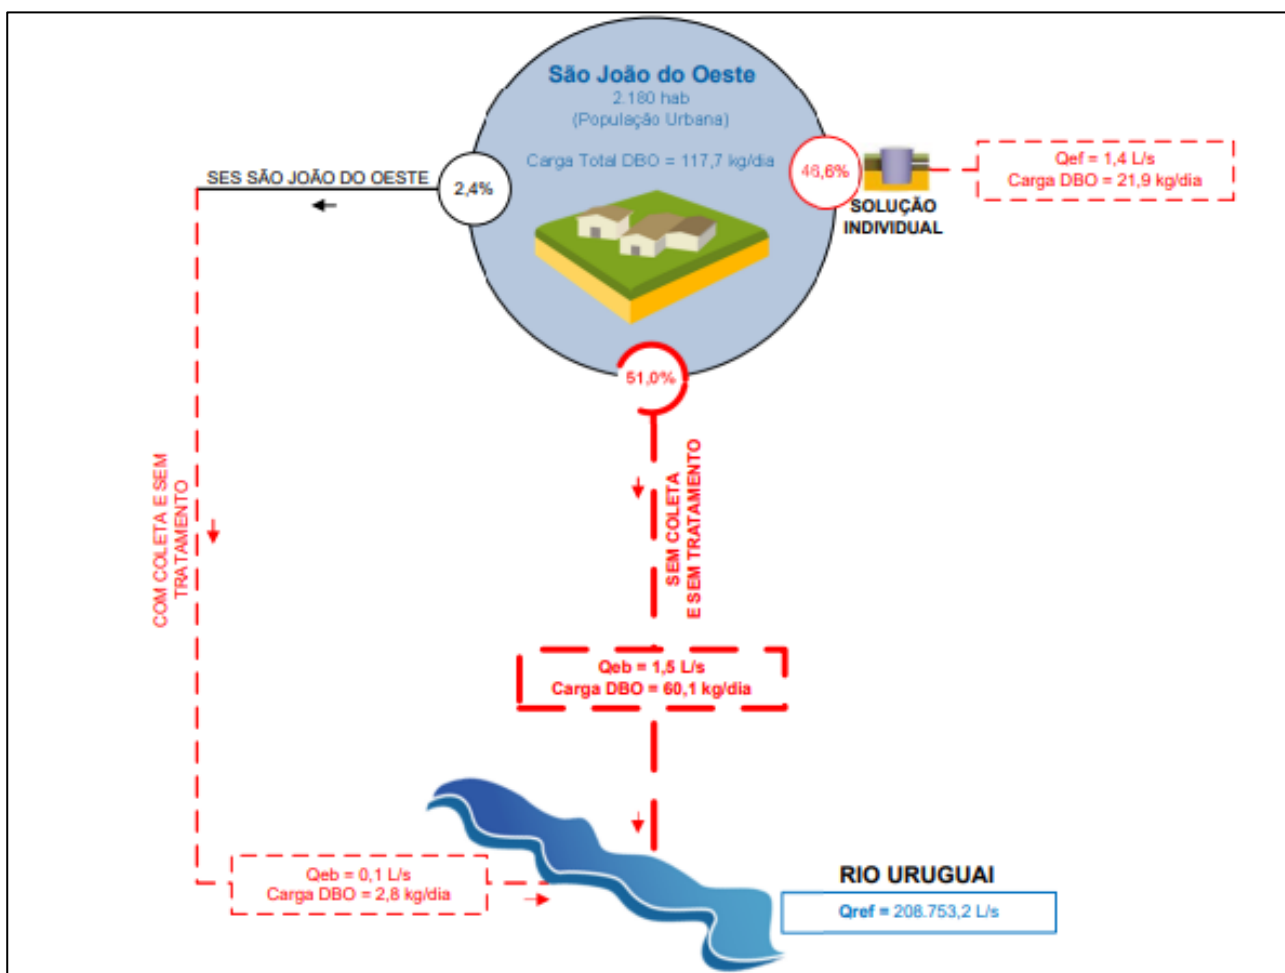 São João do Oeste
2.180 hab
(População Urbana)
Carga Total DBO = 117,7 kg/dia
SES SÃO JOÃO DO OESTE
2,4%
46,6%
SOLUÇÃO
INDIVIDUAL
Qef = 1,4 L/s
Carga DBO = 21,9 kg/dia
51,0%
COM COLETA E SEM
TRATAMENTO
SEM COLETA
E SEM TRATAMENTO
Qeb = 1,5 L/s
Carga DBO = 60,1 kg/dia
Qeb = 0,1 L/s
Carga DBO = 2,8 kg/dia
RIO URUGUAI
Qref = 208.753,2 L/s